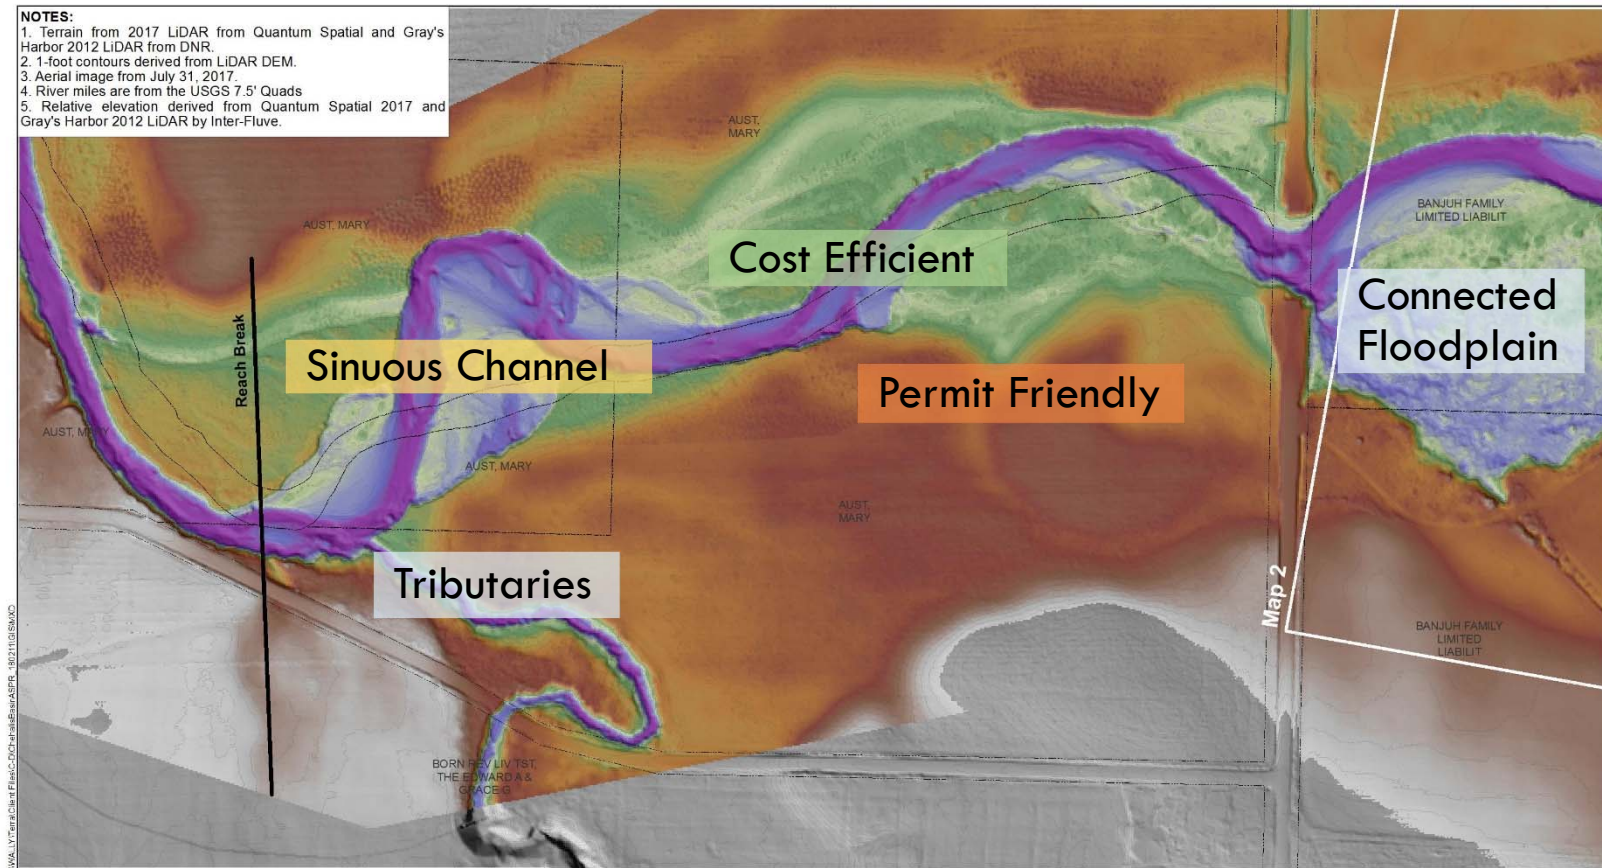 NOTES:
1. Terrain from 2017 LiDAR from Quantum Spatial and Gray's
Harbor 2012 LiDAR from DNR.
2. 1-foot contours derived from LiDAR DEM.
3. Aerial image from July 31, 2017.
4. River miles are from the USGS 7.5' Quads
5. Relative elevation derived from Quantum Spatial 2017 and
Gray's Harbor 2012 LiDAR by Inter-Fluve.
AUST,
MARY
AUST, MARY
BANJUH FAMILY
LIMITED LIABILIT
Cost Efficient
Connected
Floodplain
Reach Break
Sinuous Channel
Permit Friendly
AUST, MARY
AUST, MARY
AUST,
MARY
Tributaries
Map 2
BANJUH FAMILY
LIMITED
LIABILIT
BORN REV LIV TST,
THE EDWARD A &
GRACE G